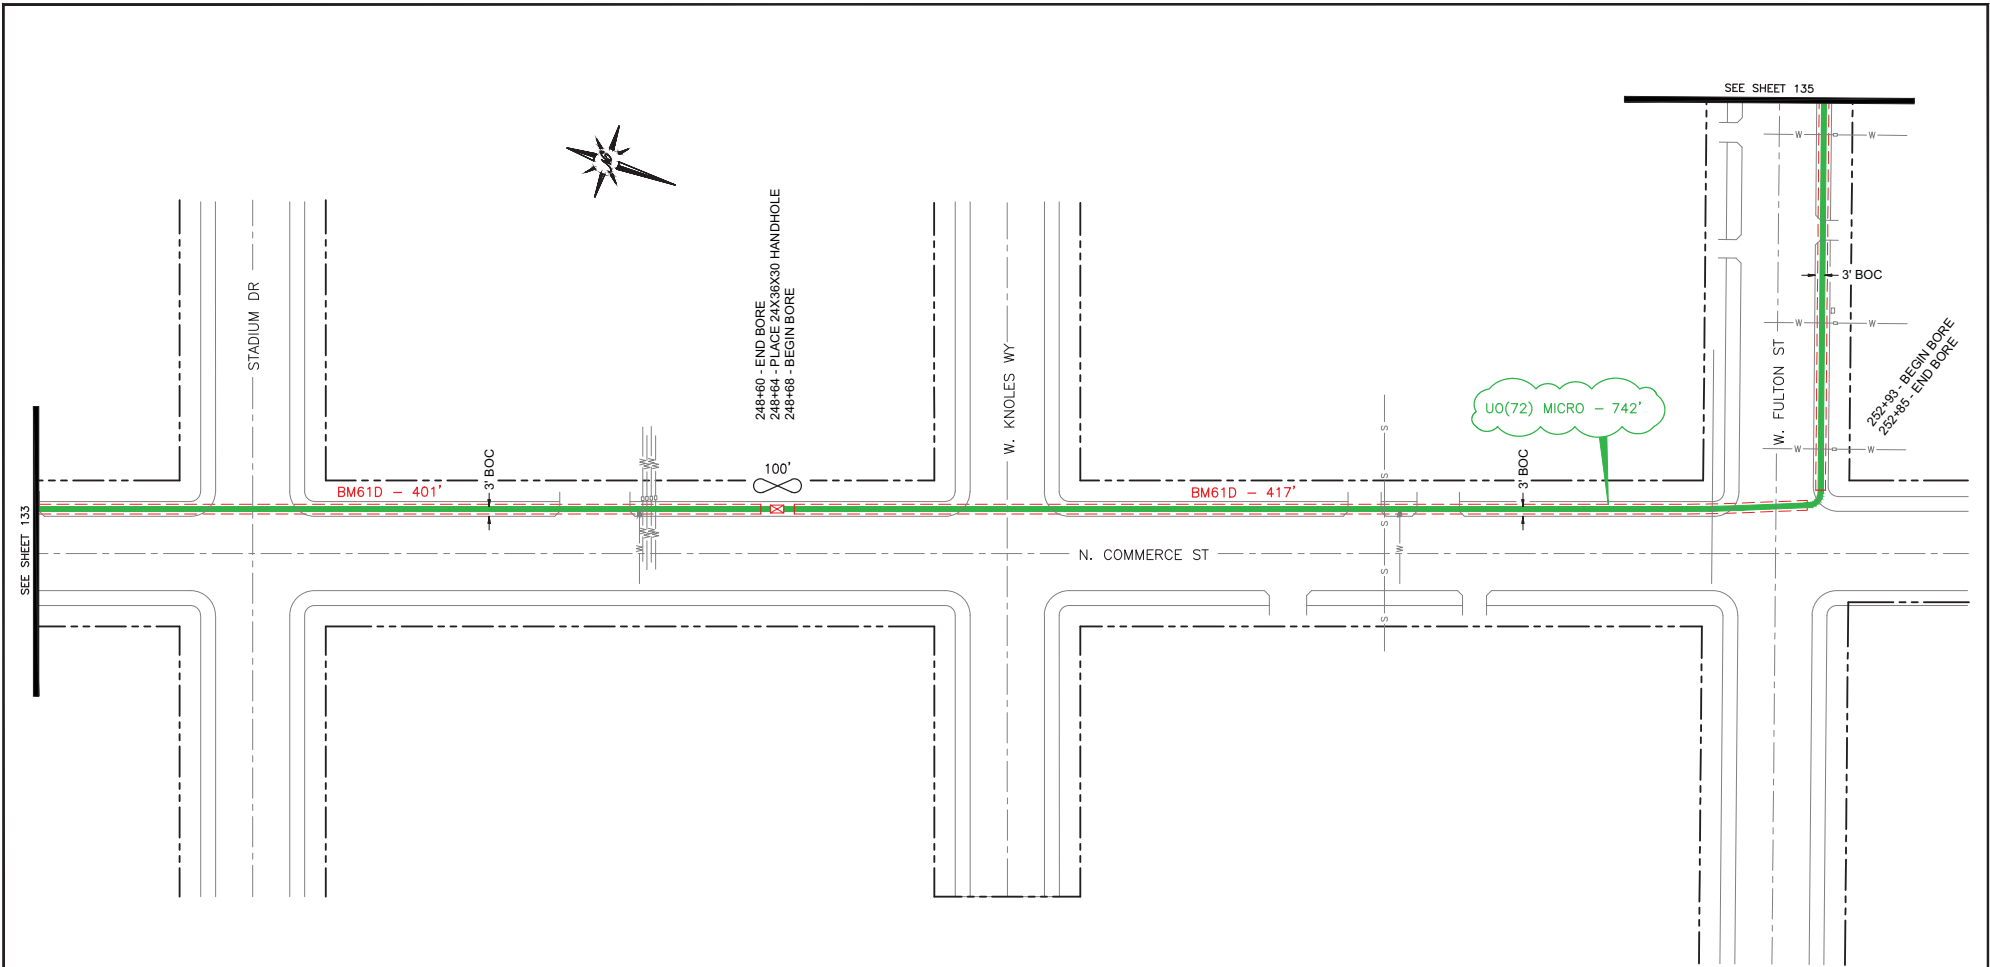 SEE SHEET 135
STADIUM DR
248+60 - END BORE
248+64 - PLACE 24X36X30 HANDHOLE
248+68 - BEGIN BORE
W. KNOLES WY
W. FULTON ST
W
W
3' BOC
W
W
252+93 - BEGIN BORE
252+85 - END BORE
UO(72) MICRO - 742'
S
W
W
SEE SHEET 133
BM61D - 401'
3' BOC
W
W
W
100'
BM61D - 417'
S
3' BOC
W
W
W
W
S
W
N. COMMERCE ST
S
S